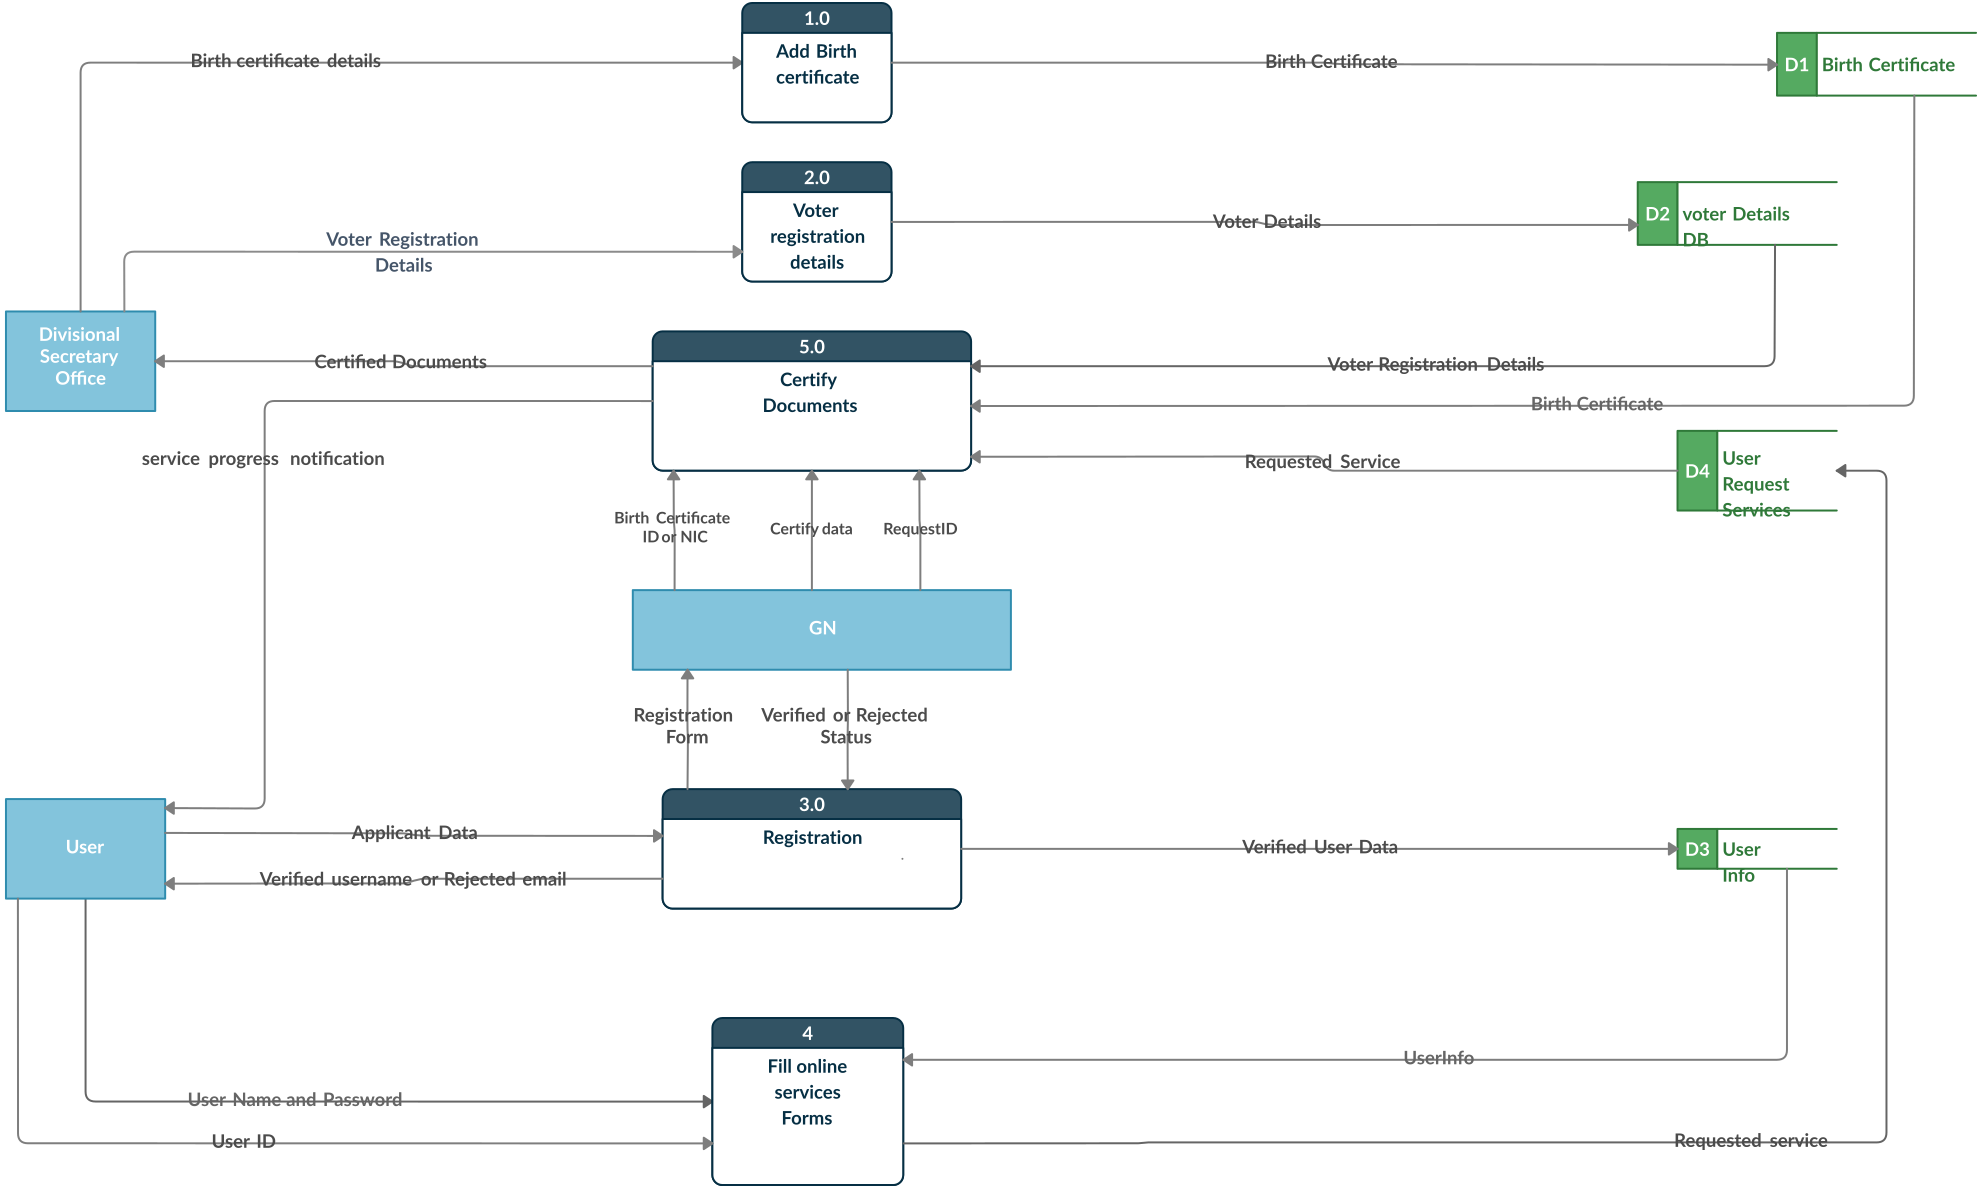 1.0
Add Birth
certificate
Birth certificate details
Birth Certificate
D1
Birth Certificate
2.0
Voter
registration
details
Voter Registration
Details
Voter Details
D2
voter Details
DB
Divisional
Secretary
Office
Certified Documents
5.0
Certify
Documents
Voter Registration Details
Birth Certificate
service progress notification
Requested Service
D4
User
Request
Services
Birth Certificate
ID or NIC
Certify data
RequestID
GN
Registration
Form
Verified or Rejected
Status
User
Applicant Data
Verified username or Rejected email
3.0
Registration
Verified User Data
D3
User
Info
4
Fill online
services
Forms
UserInfo
User Name and Password
User ID
Requested service